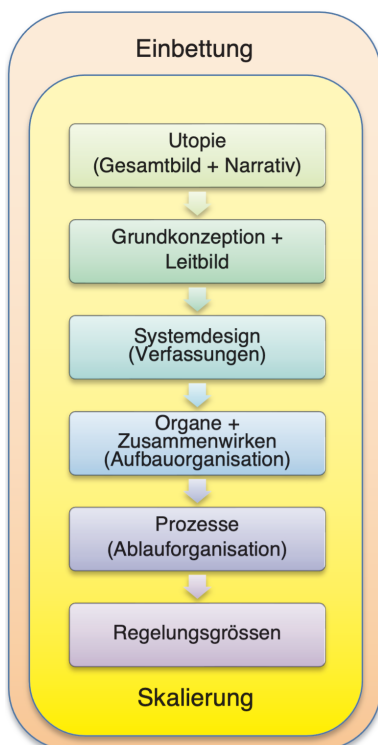 Einbettung
Utopie
(Gesamtbild + Narrativ)
Grundkonzeption +
Leitbild
Systemdesign
(Verfassungen)
Organe +
Zusammenwirken
(Aufbauorganisation)
Prozesse
(Ablauforganisation)
Regelungsgrössen
Skalierung